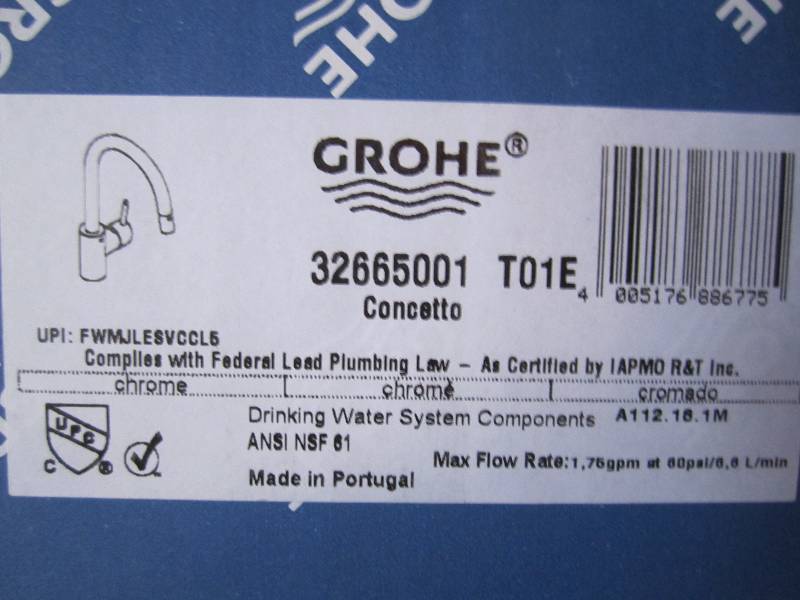 GROHE
GROHE®
32665001 T01E
Concetto
4 005176 886775
UPI: FWMJLESVCCL5
Complies with Federal Lead Plumbing Law – As Certified by IAPMO R&T Inc.
chrome chrome cromado
UPC
C ®
Drinking Water System Components A112.18.1M
ANSI NSF 61
Max Flow Rate:1,75gpm at 60psi/6,6 L/min
Made in Portugal